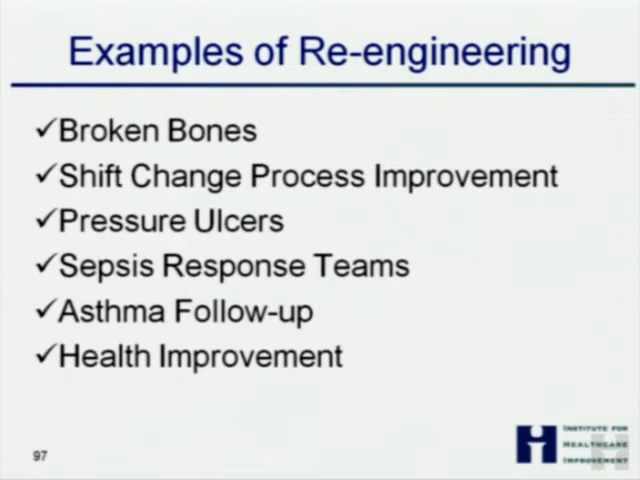 Examples of Re-engineering
✓Broken Bones
✓Shift Change Process Improvement
✓Pressure Ulcers
✓Sepsis Response Teams
✓Asthma Follow-up
✓Health Improvement
97
INSTITUTE FOR
HEALTHCARE
IMPROVEMENT